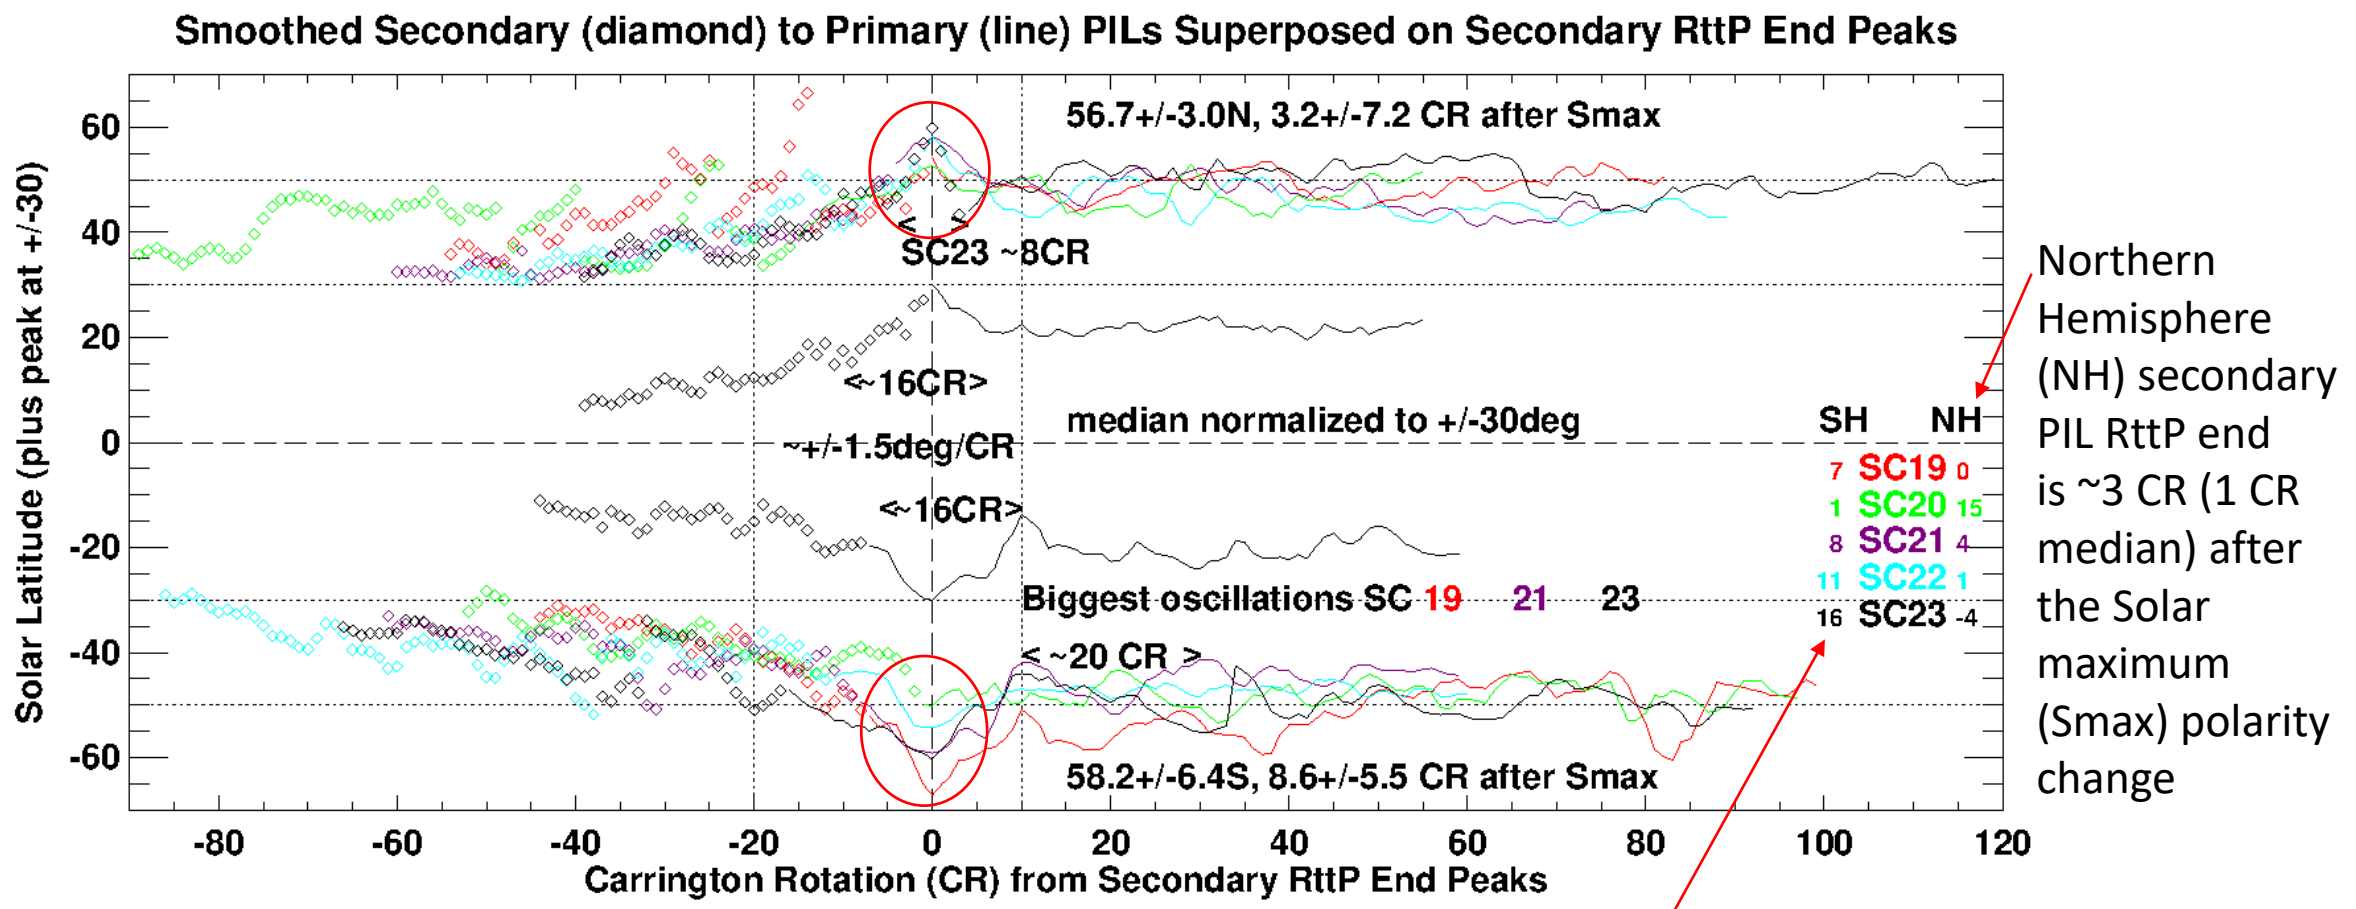 Smoothed Secondary (diamond) to Primary (line) PILs Superposed on Secondary RttP End Peaks
Solar Latitude (plus peak at +/-30)
60
40
20
0
-20
-40
-60
56.7+/-3.0N, 3.2+/-7.2 CR after Smax
< >
SC23 ~8CR
<~16CR>
median normalized to +/-30deg
~+/-1.5deg/CR
<~16CR>
SH NH
7 SC19 0
1 SC20 15
8 SC21 4
11 SC22 1
16 SC23 -4
Biggest oscillations SC 19 21 23
< ~20 CR >
58.2+/-6.4S, 8.6+/-5.5 CR after Smax
-80 -60 -40 -20 0 20 40 60 80 100 120
Carrington Rotation (CR) from Secondary RttP End Peaks
Northern
Hemisphere
(NH) secondary
PIL RttP end
is ~3 CR (1 CR
median) after
the Solar
maximum
(Smax) polarity
change